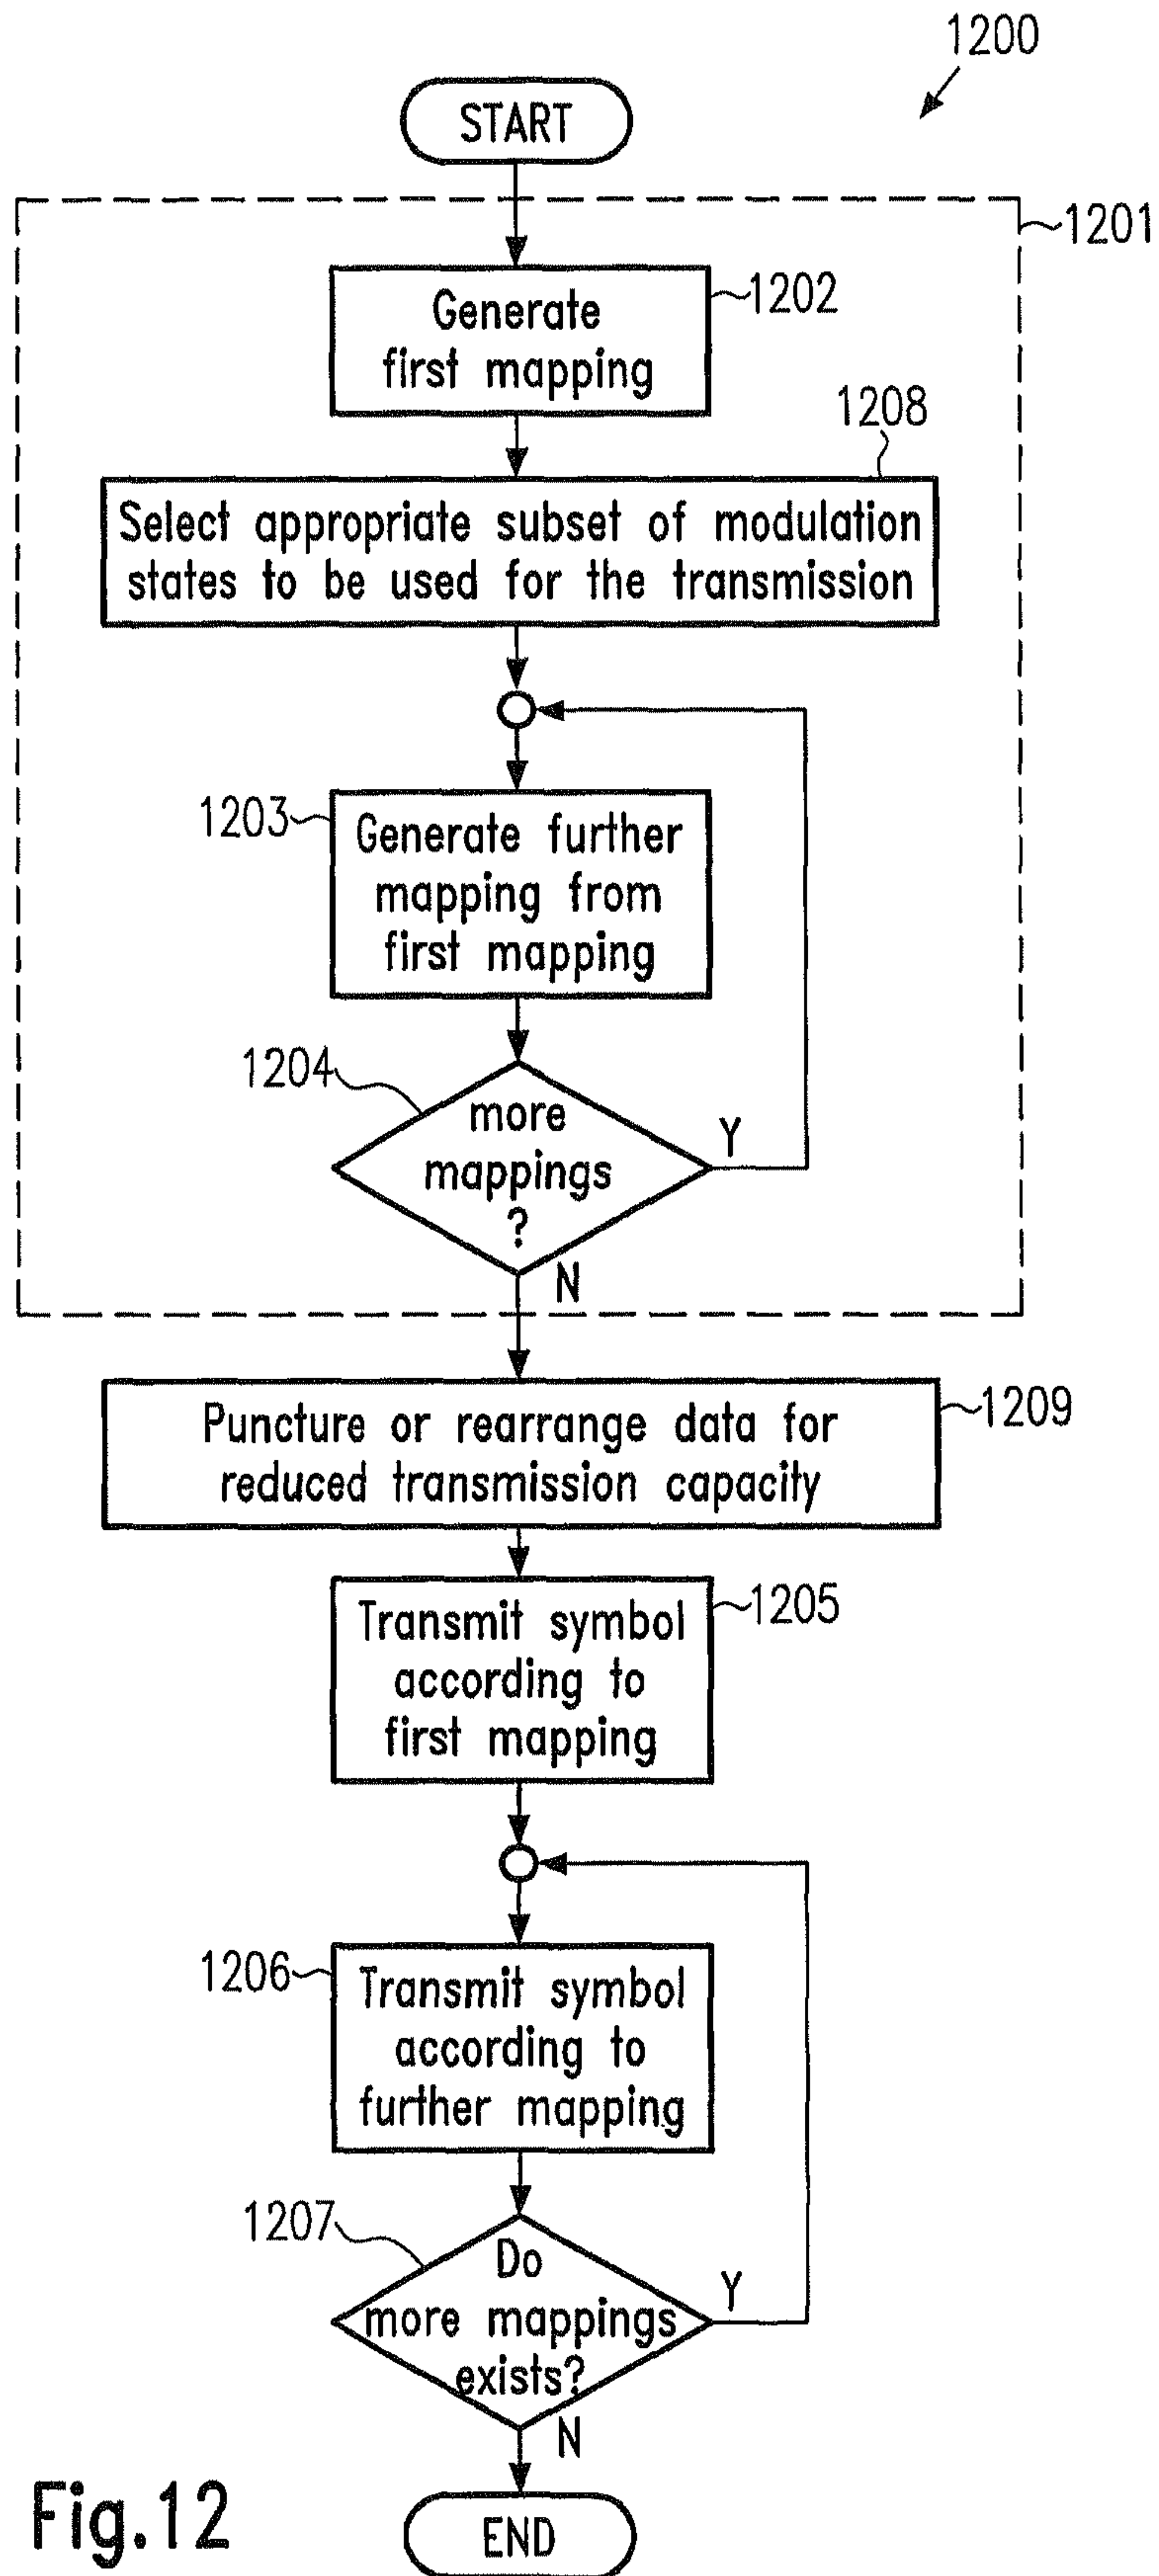 1200
START
1201
Generate
first mapping
1202
1208
Select appropriate subset of modulation
states to be used for the transmission
1203
Generate further
mapping from
first mapping
1204
more
mappings
?
Y
N
Puncture or rearrange data for
reduced transmission capacity
1209
Transmit symbol
according to
first mapping
1205
1206
Transmit symbol
according to
further mapping
1207
Do
more mappings
exists?
Y
N
END
Fig.12